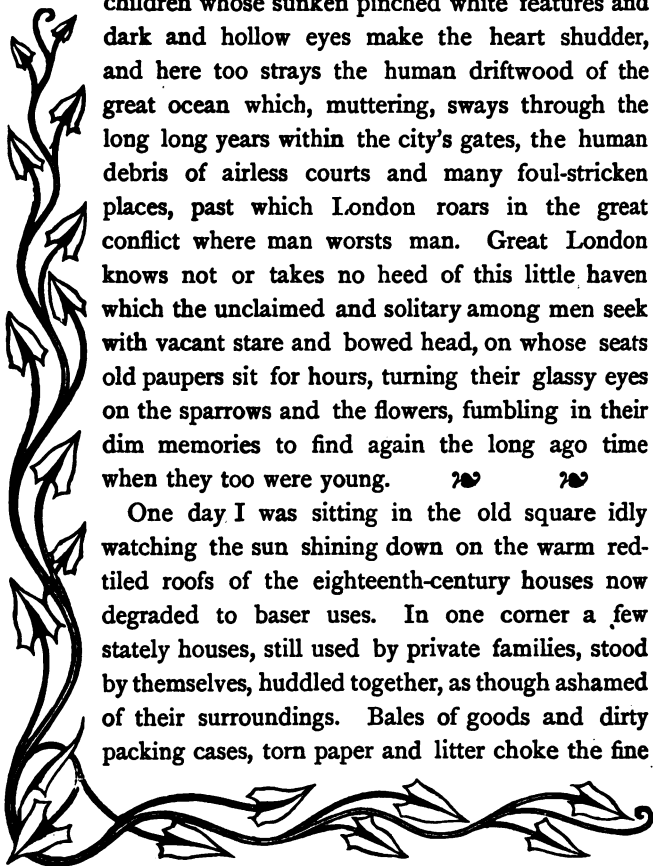 children whose sunken pinched white features and
dark and hollow eyes make the heart shudder,
and here too strays the human driftwood of the
great ocean which, muttering, sways through the
long long years within the city's gates, the human
debris of airless courts and many foul-stricken
places, past which London roars in the great
conflict where man worsts man. Great London
knows not or takes no heed of this little haven
which the unclaimed and solitary among men seek
with vacant stare and bowed head, on whose seats
old paupers sit for hours, turning their glassy eyes
on the sparrows and the flowers, fumbling in their
dim memories to find again the long ago time
when they too were young. ❧ ❧
One day I was sitting in the old square idly
watching the sun shining down on the warm red-
tiled roofs of the eighteenth-century houses now
degraded to baser uses. In one corner a few
stately houses, still used by private families, stood
by themselves, huddled together, as though ashamed
of their surroundings. Bales of goods and dirty
packing cases, torn paper and litter choke the fine